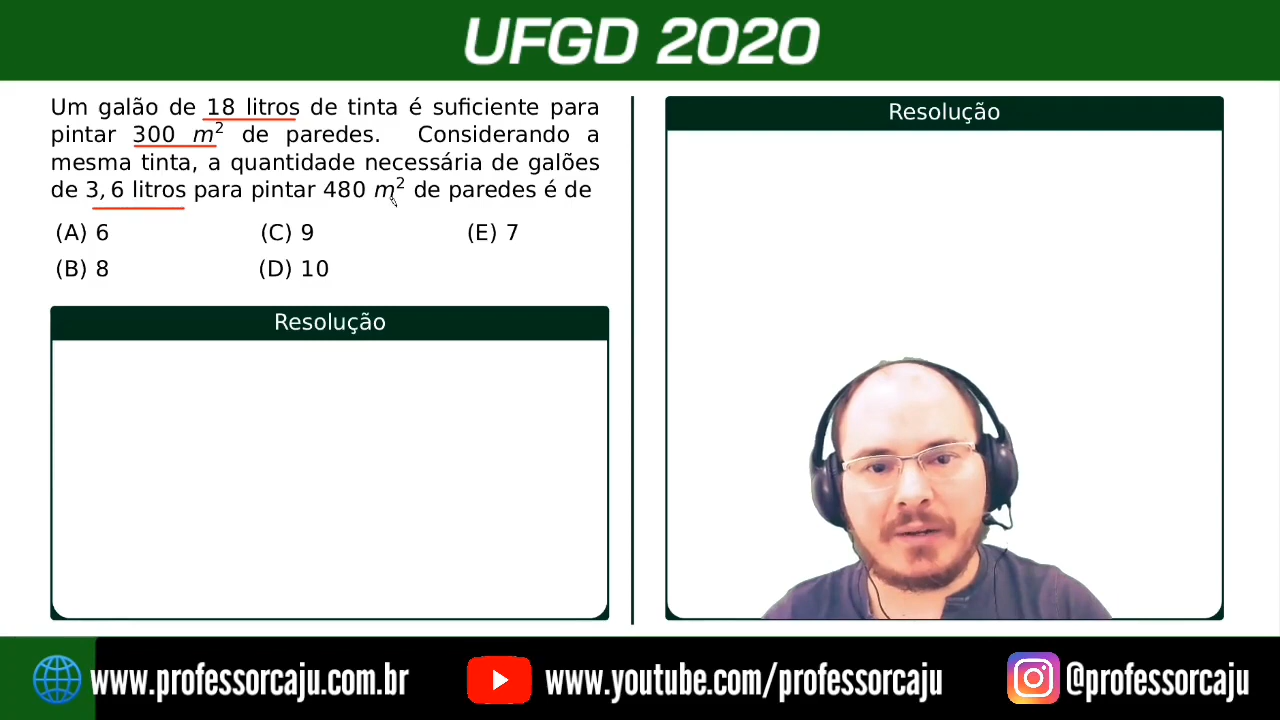 UFGD 2020
Um galão de 18 litros de tinta é suficiente para
pintar 300 m² de paredes. Considerando a
mesma tinta, a quantidade necessária de galões
de 3, 6 litros para pintar 480 m² de paredes é de
(A) 6 (C) 9 (E) 7
(B) 8 (D) 10
Resolução
Resolução
www.professorcaju.com.br www.youtube.com/professorcaju @professorcaju